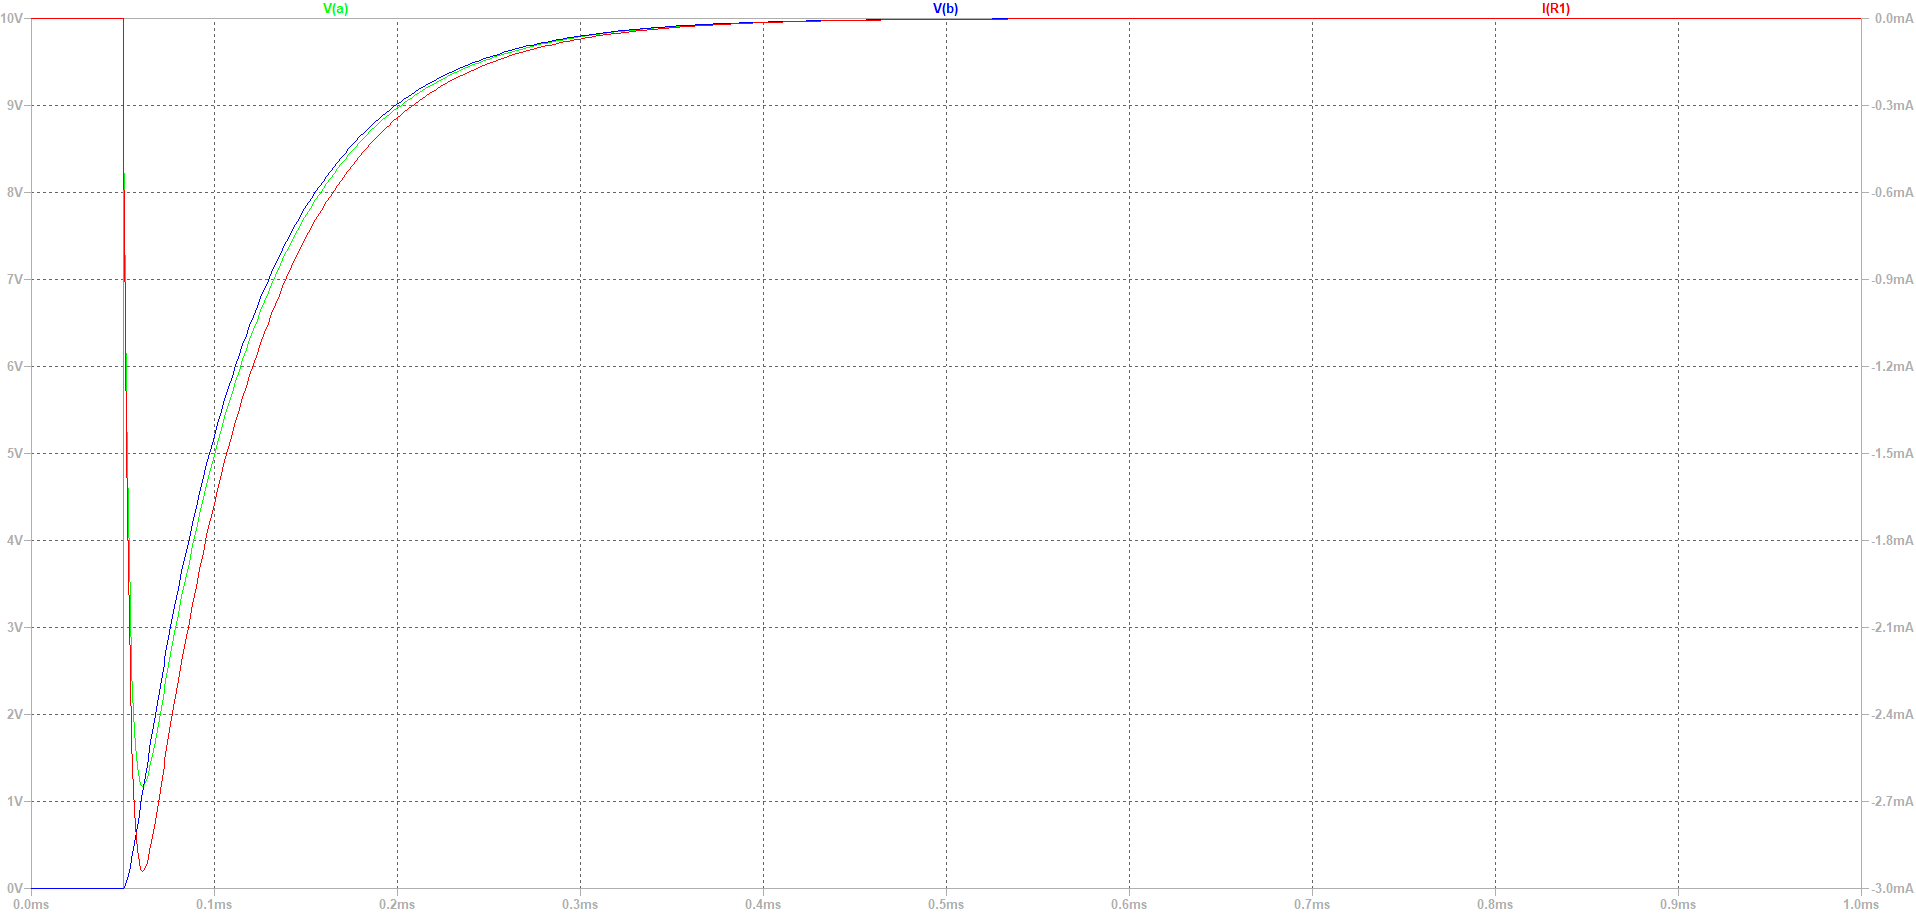 V(a) V(b) I(R1)
10V 0.0mA
9V -0.3mA
8V -0.6mA
7V -0.9mA
6V -1.2mA
5V -1.5mA
4V -1.8mA
3V -2.1mA
2V -2.4mA
1V -2.7mA
0V -3.0mA
0.0ms 0.1ms 0.2ms 0.3ms 0.4ms 0.5ms 0.6ms 0.7ms 0.8ms 0.9ms 1.0ms